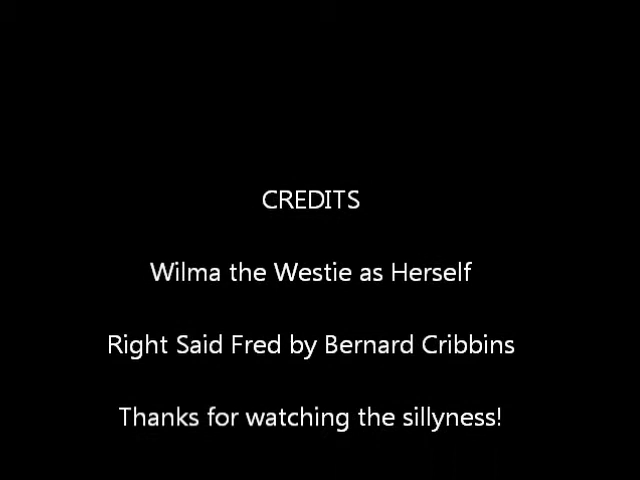 CREDITS
Wilma the Westie as Herself
Right Said Fred by Bernard Cribbins
Thanks for watching the sillyness!